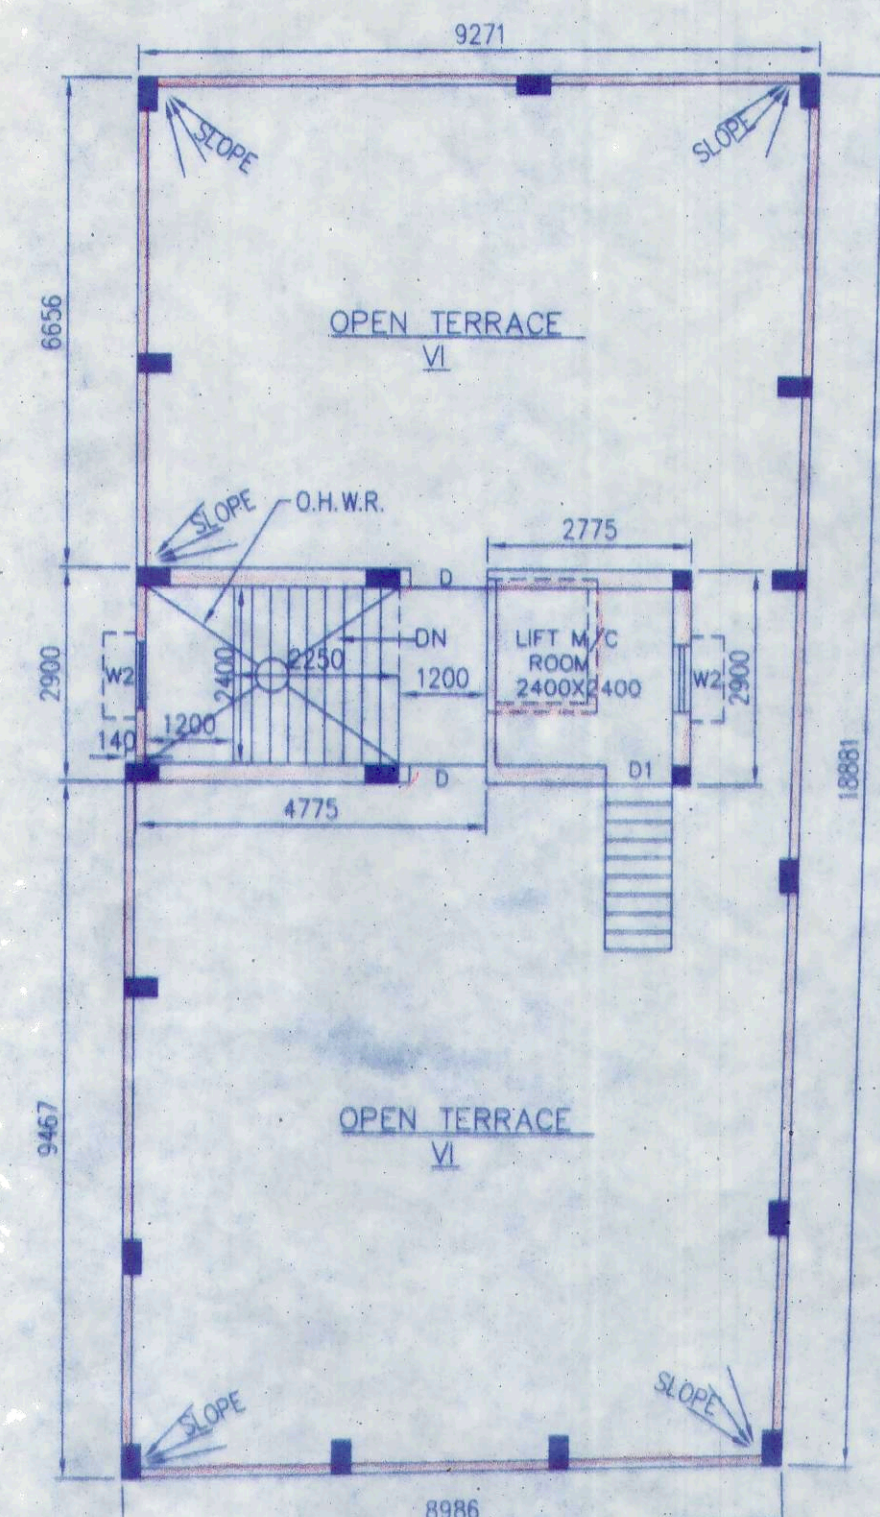 9271
SLOPE
SLOPE
6656
OPEN TERRACE
VI
SLOPE
O.H.W.R.
2775
D
DN
LIFT M/C
ROOM
2400X2400
W2
2900
2400
2250
1200
W2
2900
1200
140
D
D1
18881
4775
9467
OPEN TERRACE
VI
SLOPE
SLOPE
8986